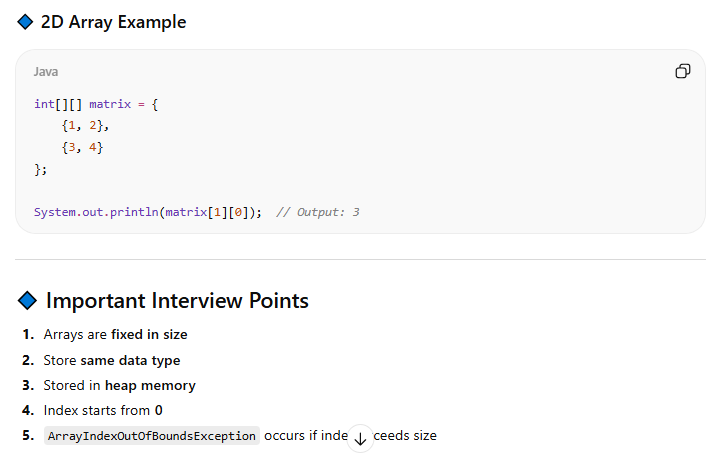 2D Array Example
Java
int[][] matrix = {
    {1, 2},
    {3, 4}
};
System.out.println(matrix[1][0]);  // Output: 3
Important Interview Points
1. Arrays are fixed in size
2. Store same data type
3. Stored in heap memory
4. Index starts from 0
5. ArrayIndexOutOfBoundsException occurs if inde ceeds size